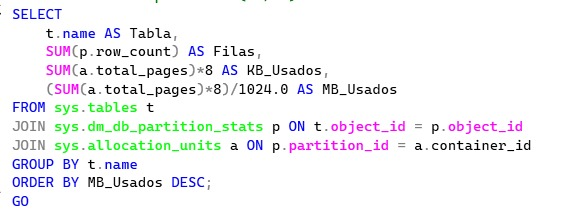 SELECT
    t.name AS Tabla,
    SUM(p.row_count) AS Filas,
    SUM(a.total_pages)*8 AS KB_Usados,
    (SUM(a.total_pages)*8)/1024.0 AS MB_Usados
FROM sys.tables t
JOIN sys.dm_db_partition_stats p ON t.object_id = p.object_id
JOIN sys.allocation_units a ON p.partition_id = a.container_id
GROUP BY t.name
ORDER BY MB_Usados DESC;
GO